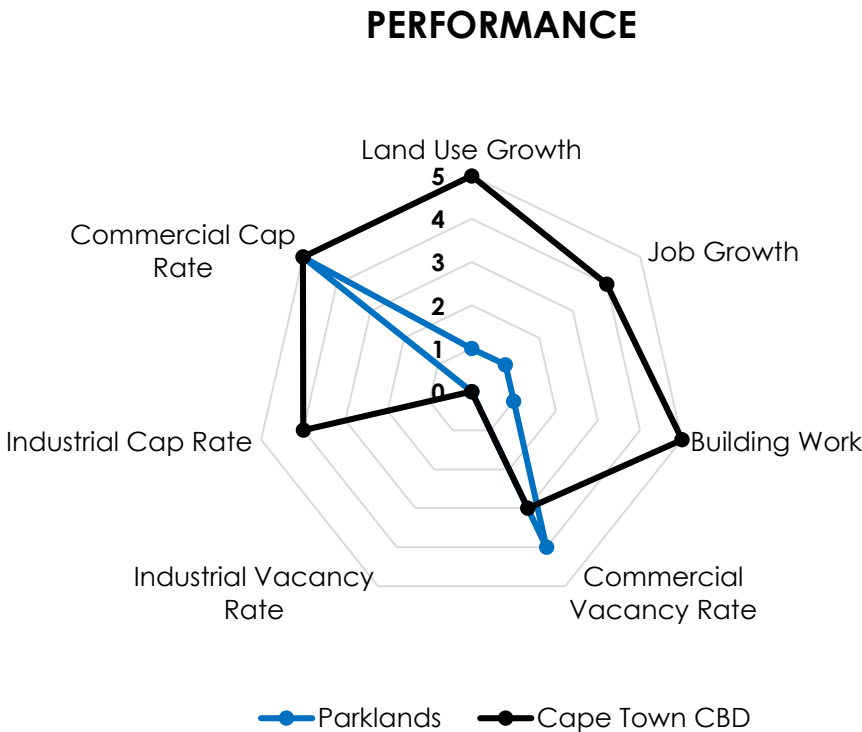 PERFORMANCE
Land Use Growth
5
4
3
2
1
0
Job Growth
Building Work
Commercial
Vacancy Rate
Industrial Vacancy
Rate
Industrial Cap Rate
Commercial Cap
Rate
Parklands
Cape Town CBD